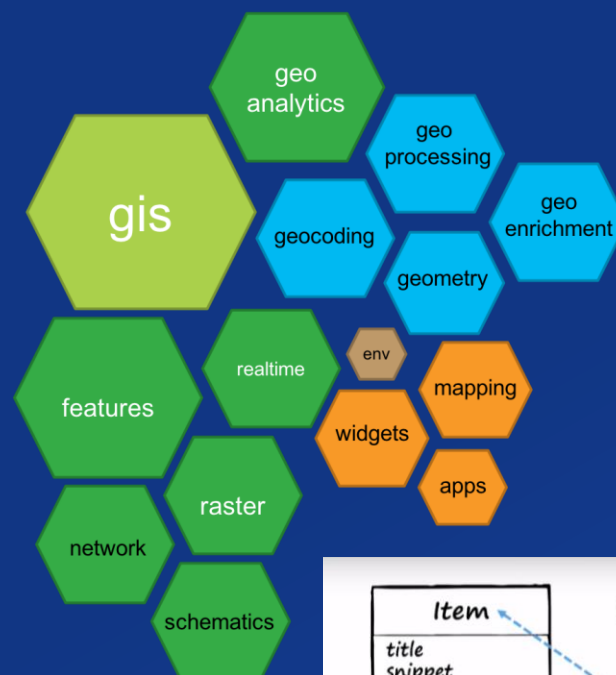 geo
analytics
geo
processing
gis
geo
enrichment
geocoding
geometry
env
realtime
mapping
features
widgets
apps
raster
network
schematics
Item
title
snippet